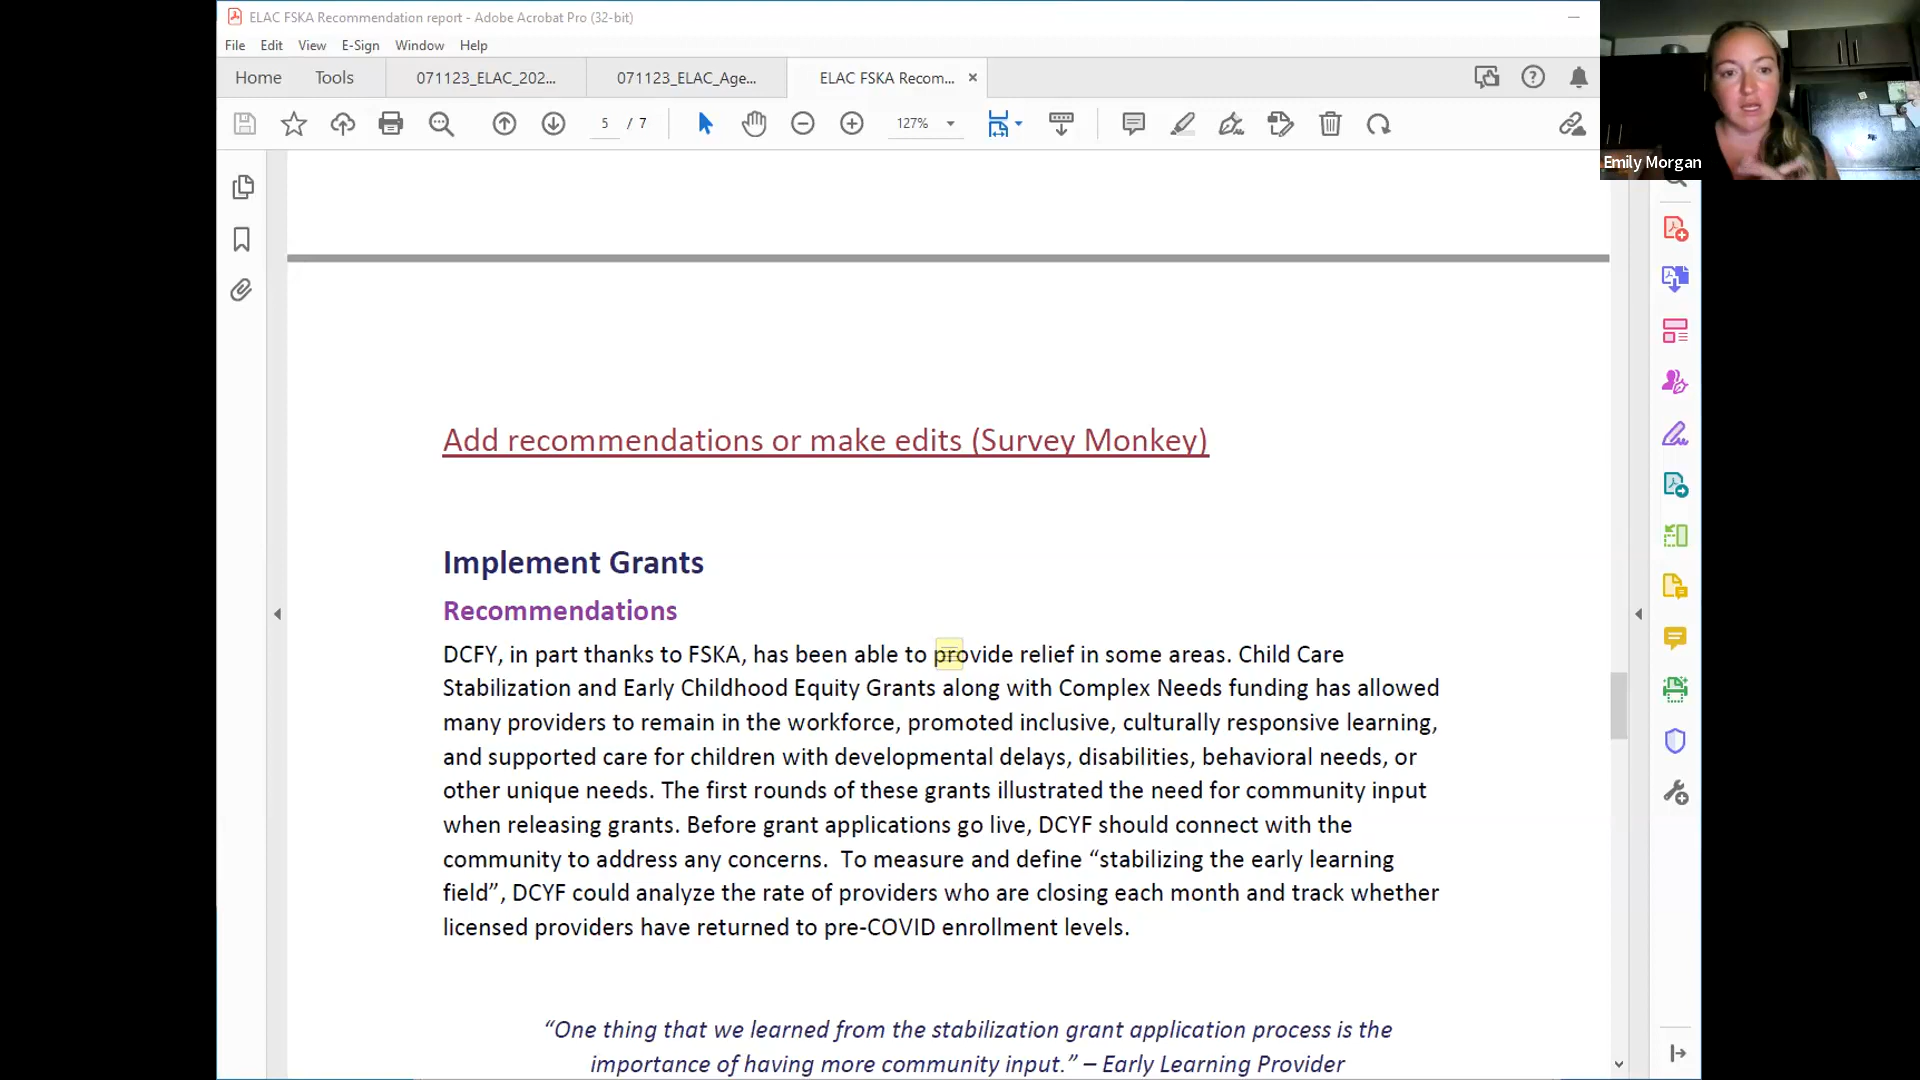 ELAC FSKA Recommendation report - Adobe Acrobat Pro (32-bit)
File Edit View E-Sign Window Help
Home Tools 071123_ELAC_202... 071123_ELAC_Age... ELAC FSKA Recom... ×
5 / 7 127%
Emily Morgan
Add recommendations or make edits (Survey Monkey)
Implement Grants
Recommendations
DCFY, in part thanks to FSKA, has been able to provide relief in some areas. Child Care
Stabilization and Early Childhood Equity Grants along with Complex Needs funding has allowed
many providers to remain in the workforce, promoted inclusive, culturally responsive learning,
and supported care for children with developmental delays, disabilities, behavioral needs, or
other unique needs. The first rounds of these grants illustrated the need for community input
when releasing grants. Before grant applications go live, DCYF should connect with the
community to address any concerns.  To measure and define “stabilizing the early learning
field”, DCYF could analyze the rate of providers who are closing each month and track whether
licensed providers have returned to pre-COVID enrollment levels.
“One thing that we learned from the stabilization grant application process is the
importance of having more community input.” – Early Learning Provider